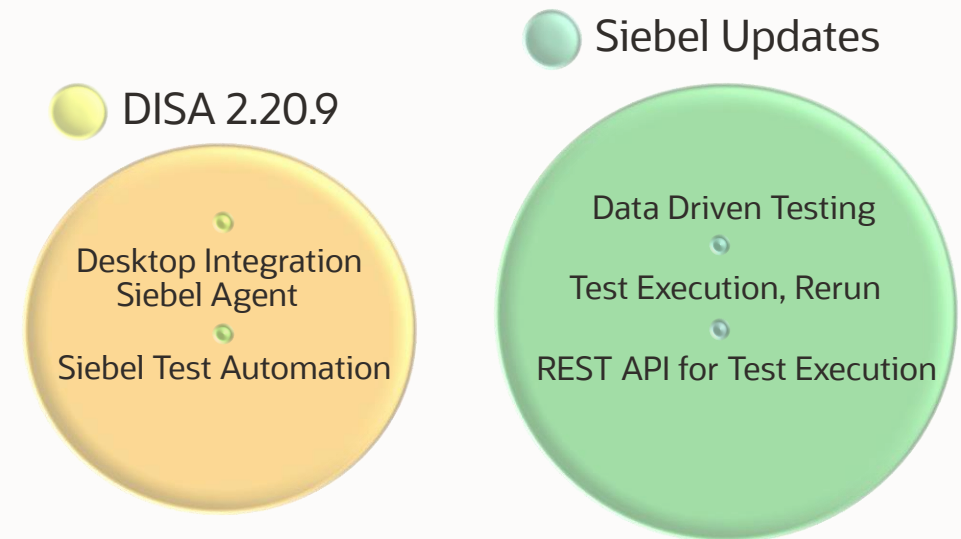 DISA 2.20.9
Desktop Integration
Siebel Agent
Siebel Test Automation
Siebel Updates
Data Driven Testing
Test Execution, Rerun
REST API for Test Execution